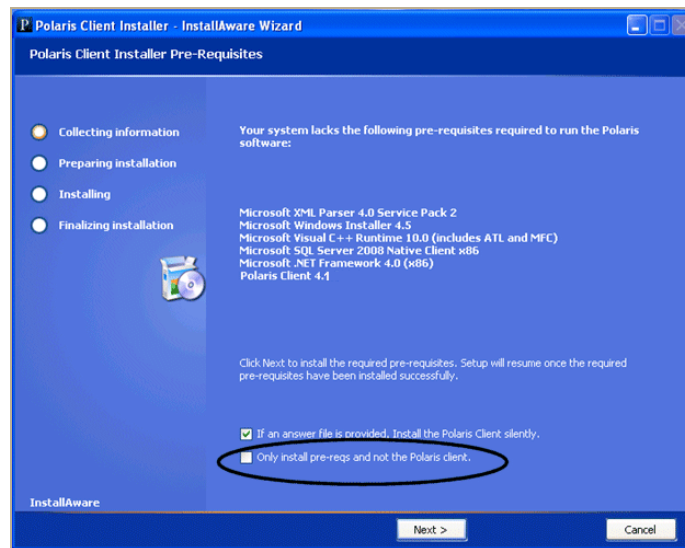 Polaris Client Installer - InstallAware Wizard
Polaris Client Installer Pre-Requisites
Collecting information
Preparing installation
Installing
Finalizing installation
Your system lacks the following pre-requisites required to run the Polaris
software:
Microsoft XML Parser 4.0 Service Pack 2
Microsoft Windows Installer 4.5
Microsoft Visual C++ Runtime 10.0 (includes ATL and MFC)
Microsoft SQL Server 2008 Native Client x86
Microsoft .NET Framework 4.0 (x86)
Polaris Client 4.1
Click Next to install the required pre-requisites. Setup will resume once the required
pre-requisites have been installed successfully.
If an answer file is provided, Install the Polaris Client silently.
Only install pre-reqs and not the Polaris client.
InstallAware
Next >
Cancel